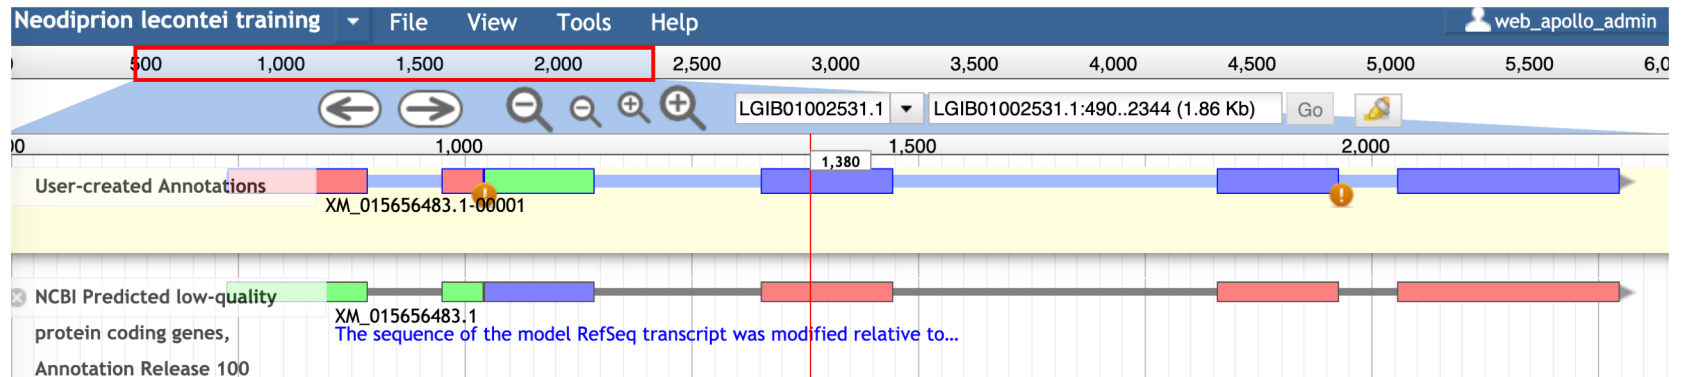 Neodiprion lecontei training File View Tools Help web_apollo_admin
500 1,000 1,500 2,000 2,500 3,000 3,500 4,000 4,500 5,000 5,500 6,0
LGIB01002531.1 LGIB01002531.1:490..2344 (1.86 Kb) Go
00 1,000 1,500 2,000
1,380
User-created Annotations
XM_015656483.1-00001
NCBI Predicted low-quality
protein coding genes,
Annotation Release 100
XM_015656483.1
The sequence of the model RefSeq transcript was modified relative to...